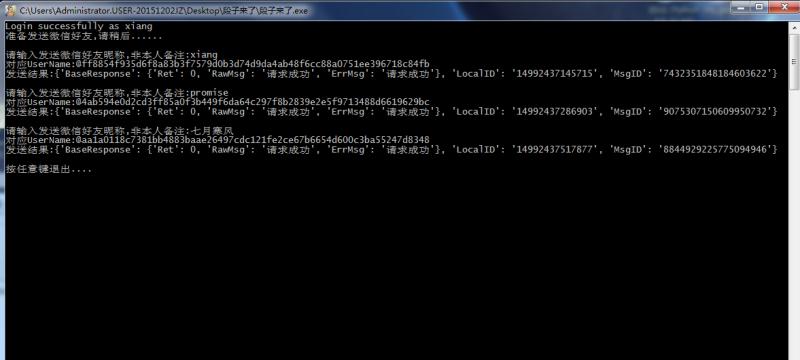 C:\Users\Administrator.USER-20151202JZ\Desktop\段子来了\段子来了.exe
Login successfully as xiang
准备发送微信好友,请稍后......
请输入发送微信好友昵称,非本人备注:xiang
对应UserName:@ff8854f935d6f8a83b3f7579d0b3d74d9da4ab48f6cc88a0751ee396718c84fb
发送结果:{'BaseResponse': {'Ret': 0, 'RawMsg': '请求成功', 'ErrMsg': '请求成功'}, 'LocalID': '14992437145715', 'MsgID': '7432351848184603622'}
请输入发送微信好友昵称,非本人备注:promise
对应UserName:@4ab594e0d2cd3ff85a0f3b449f6da64c297f8b2839e2e5f9713488d6619629bc
发送结果:{'BaseResponse': {'Ret': 0, 'RawMsg': '请求成功', 'ErrMsg': '请求成功'}, 'LocalID': '14992437286903', 'MsgID': '9075307150609950732'}
请输入发送微信好友昵称,非本人备注:七月寒风
对应UserName:@aa1a0118c7381bb4883baae26497cdc121fe2ce67b6654d600c3ba55247d8348
发送结果:{'BaseResponse': {'Ret': 0, 'RawMsg': '请求成功', 'ErrMsg': '请求成功'}, 'LocalID': '14992437517877', 'MsgID': '8844929225775094946'}
按任意键退出....